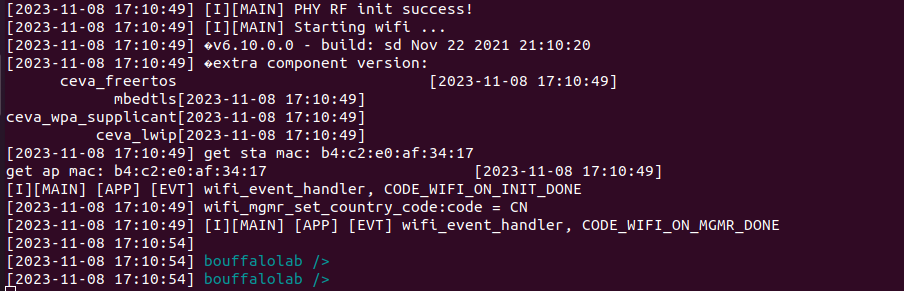 [2023-11-08 17:10:49] [I][MAIN] PHY RF init success!
[2023-11-08 17:10:49] [I][MAIN] Starting wifi ...
[2023-11-08 17:10:49] �v6.10.0.0 - build: sd Nov 22 2021 21:10:20
[2023-11-08 17:10:49] �extra component version:
ceva_freertos [2023-11-08 17:10:49]
mbedtls[2023-11-08 17:10:49]
ceva_wpa_supplicant[2023-11-08 17:10:49]
ceva_lwip[2023-11-08 17:10:49]
[2023-11-08 17:10:49] get sta mac: b4:c2:e0:af:34:17
get ap mac: b4:c2:e0:af:34:17 [2023-11-08 17:10:49]
[I][MAIN] [APP] [EVT] wifi_event_handler, CODE_WIFI_ON_INIT_DONE
[2023-11-08 17:10:49] wifi_mgmr_set_country_code:code = CN
[2023-11-08 17:10:49] [I][MAIN] [APP] [EVT] wifi_event_handler, CODE_WIFI_ON_MGMR_DONE
[2023-11-08 17:10:54]
[2023-11-08 17:10:54] bouffalolab />
[2023-11-08 17:10:54] bouffalolab />